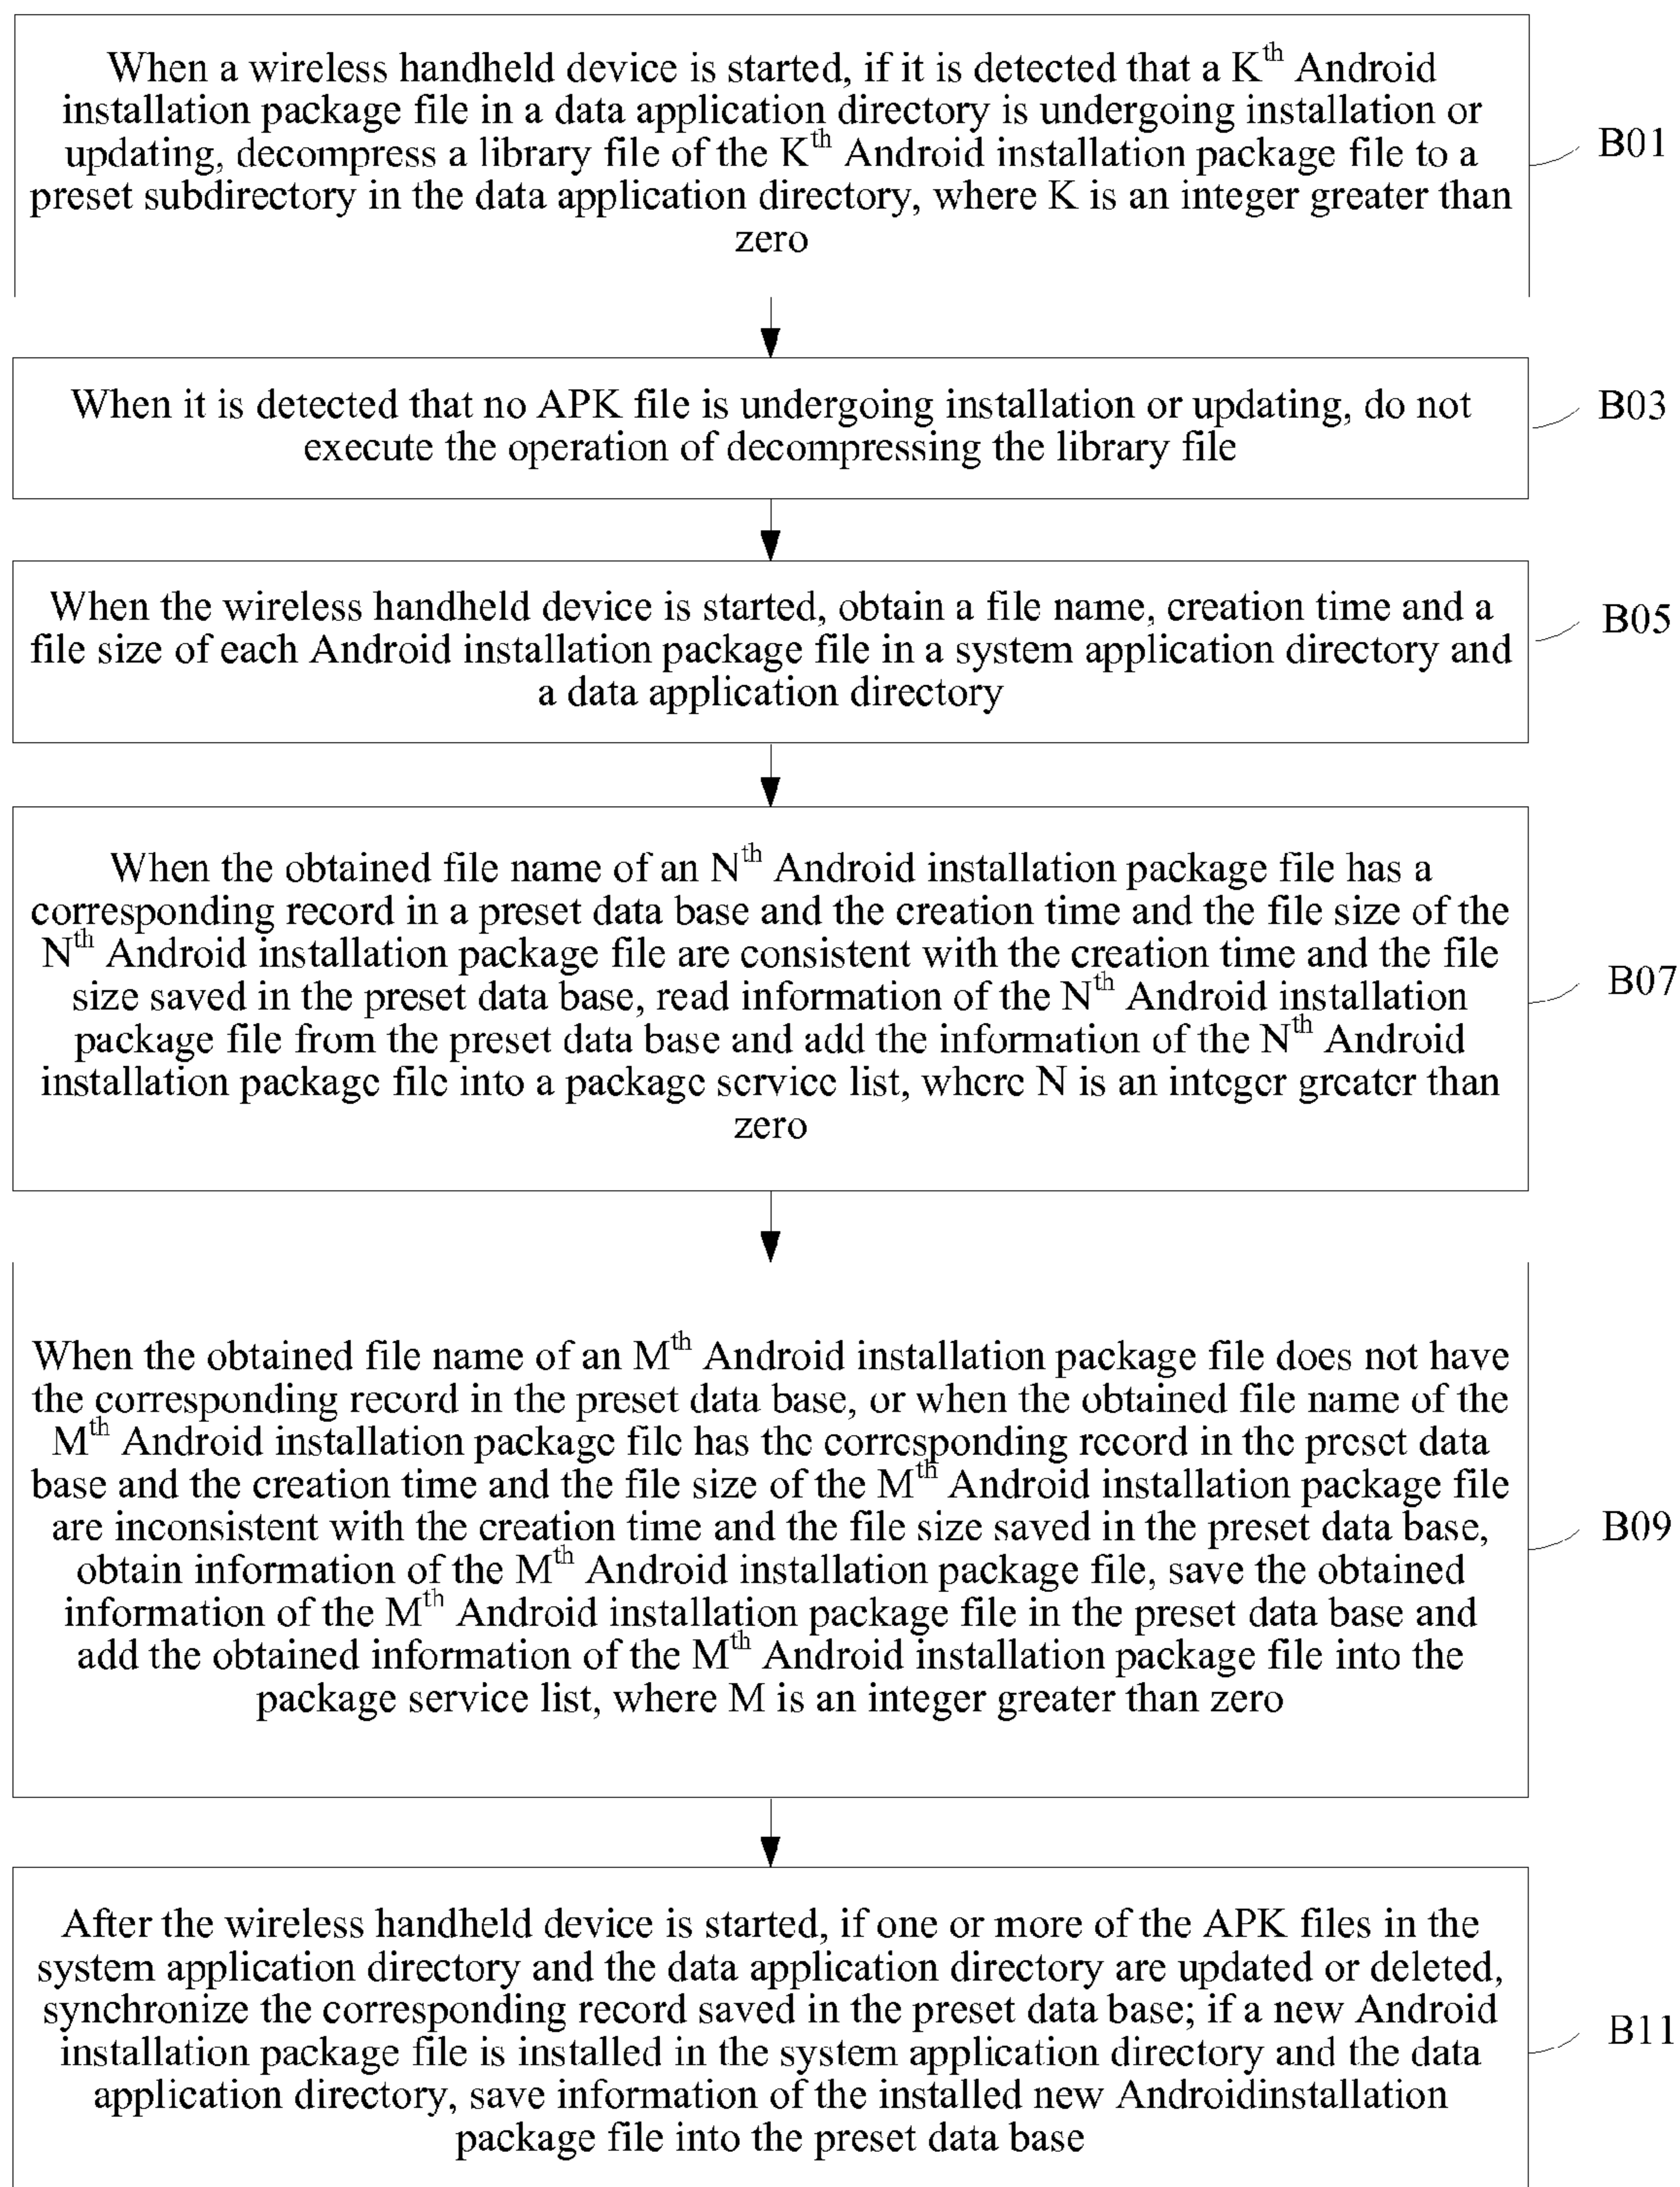 When a wireless handheld device is started, if it is detected that a Kth Android
installation package file in a data application directory is undergoing installation or
updating, decompress a library file of the Kth Android installation package file to a
preset subdirectory in the data application directory, where K is an integer greater than
zero
B01
When it is detected that no APK file is undergoing installation or updating, do not
execute the operation of decompressing the library file
B03
When the wireless handheld device is started, obtain a file name, creation time and a
file size of each Android installation package file in a system application directory and
a data application directory
B05
When the obtained file name of an Nth Android installation package file has a
corresponding record in a preset data base and the creation time and the file size of the
Nth Android installation package file are consistent with the creation time and the file
size saved in the preset data base, read information of the Nth Android installation
package file from the preset data base and add the information of the Nth Android
installation package file into a package service list, where N is an integer greater than
zero
B07
When the obtained file name of an Mth Android installation package file does not have
the corresponding record in the preset data base, or when the obtained file name of the
Mth Android installation package file has the corresponding record in the preset data
base and the creation time and the file size of the Mth Android installation package file
are inconsistent with the creation time and the file size saved in the preset data base,
obtain information of the Mth Android installation package file, save the obtained
information of the Mth Android installation package file in the preset data base and
add the obtained information of the Mth Android installation package file into the
package service list, where M is an integer greater than zero
B09
After the wireless handheld device is started, if one or more of the APK files in the
system application directory and the data application directory are updated or deleted,
synchronize the corresponding record saved in the preset data base; if a new Android
installation package file is installed in the system application directory and the data
application directory, save information of the installed new Androidinstallation
package file into the preset data base
B11